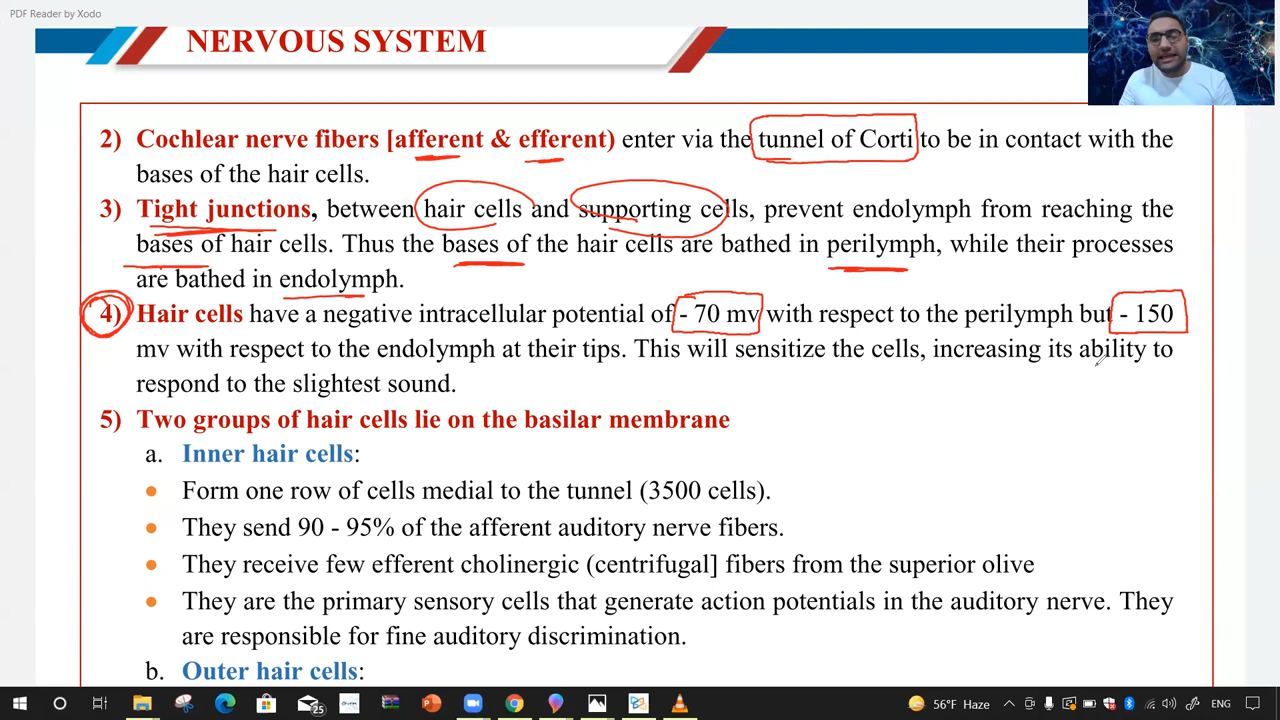 PDF Reader by Xodo
NERVOUS SYSTEM
2) Cochlear nerve fibers [afferent & efferent) enter via the tunnel of Corti to be in contact with the
bases of the hair cells.
3) Tight junctions, between hair cells and supporting cells, prevent endolymph from reaching the
bases of hair cells. Thus the bases of the hair cells are bathed in perilymph, while their processes
are bathed in endolymph.
4) Hair cells have a negative intracellular potential of - 70 mv with respect to the perilymph but - 150
mv with respect to the endolymph at their tips. This will sensitize the cells, increasing its ability to
respond to the slightest sound.
5) Two groups of hair cells lie on the basilar membrane
a. Inner hair cells:
• Form one row of cells medial to the tunnel (3500 cells).
• They send 90 - 95% of the afferent auditory nerve fibers.
• They receive few efferent cholinergic (centrifugal] fibers from the superior olive
• They are the primary sensory cells that generate action potentials in the auditory nerve. They
are responsible for fine auditory discrimination.
b. Outer hair cells:
25
56°F Haze
ENG